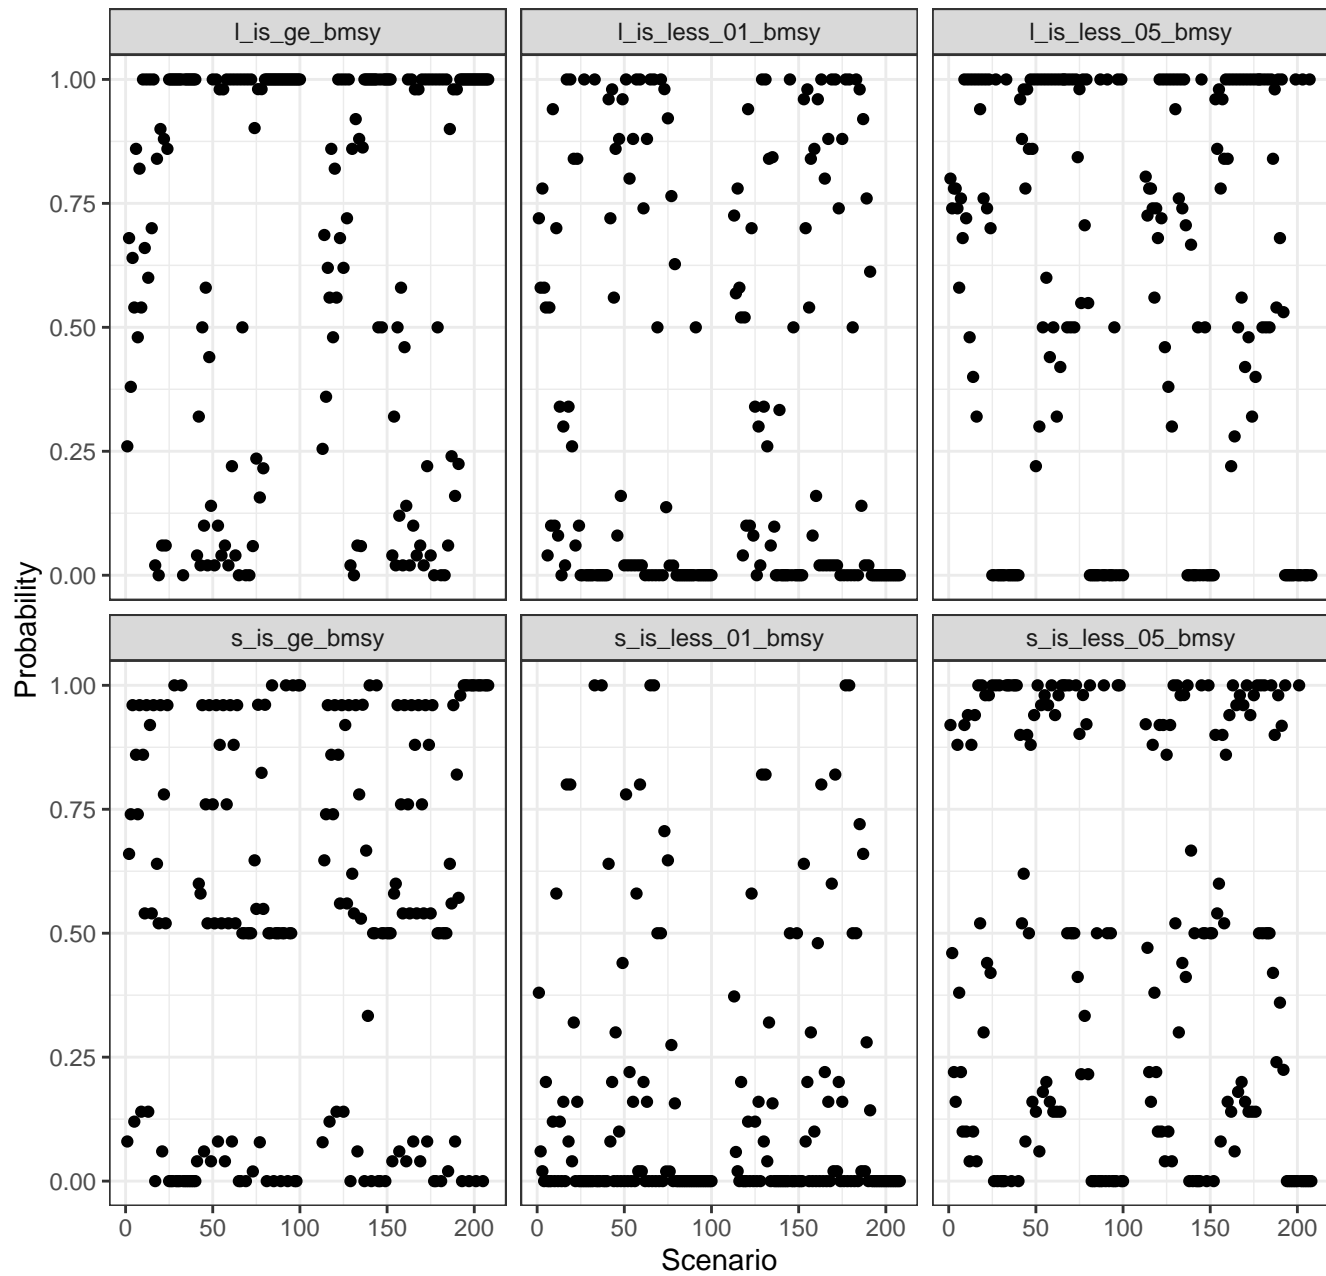 l_is_ge_bmsy
l_is_less_01_bmsy
l_is_less_05_bmsy
1.00
0.75
0.50
0.25
0.00
s_is_ge_bmsy
s_is_less_01_bmsy
s_is_less_05_bmsy
1.00
0.75
0.50
0.25
0.00
0 50 100 150 200
0 50 100 150 200
0 50 100 150 200
Scenario
Probability